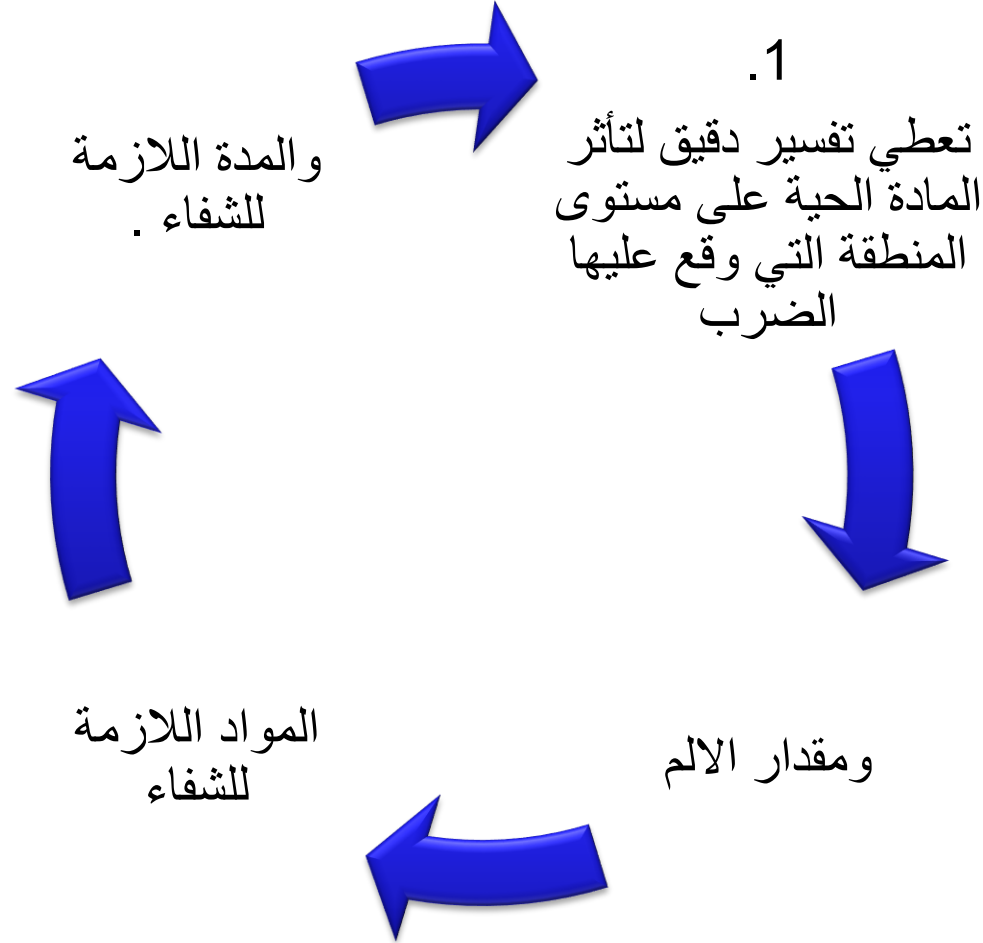 1.
تعطي تفسير دقيق لتأثر
المادة الحية على مستوى
المنطقة التي وقع عليها
الضرب
ومقدار الالم
المواد اللازمة
للشفاء
والمدة اللازمة
للشفاء .